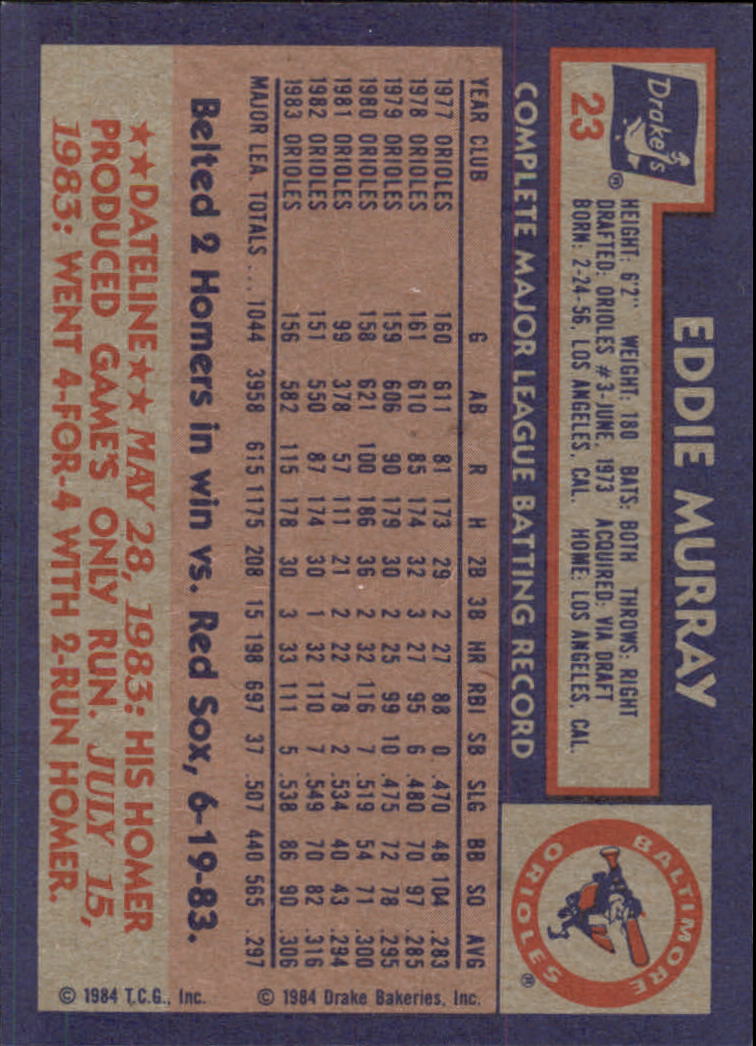 Drake's
®
23
EDDIE MURRAY
HEIGHT: 6'2" WEIGHT: 180 BATS: BOTH THROWS: RIGHT
DRAFTED: ORIOLES #3-JUNE, 1973 ACQUIRED: VIA DRAFT
BORN: 2-24-56, LOS ANGELES, CAL. HOME: LOS ANGELES, CAL.
BALTIMORE
ORIOLES
®
COMPLETE MAJOR LEAGUE BATTING RECORD
YEAR CLUB G AB R H 2B 3B HR RBI SB SLG BB SO AVG
1977 ORIOLES 160 611 81 173 29 2 27 88 0 .470 48 104 .283
1978 ORIOLES 161 610 85 174 32 3 27 95 6 .480 70 97 .285
1979 ORIOLES 159 606 90 179 30 2 25 99 10 .475 72 78 .295
1980 ORIOLES 158 621 100 186 36 2 32 116 7 .519 54 71 .300
1981 ORIOLES 99 378 57 111 21 2 22 78 2 .534 40 43 .294
1982 ORIOLES 151 550 87 174 30 1 32 110 7 .549 70 82 .316
1983 ORIOLES 156 582 115 178 30 3 33 111 5 .538 86 90 .306
MAJOR LEA. TOTALS ... 1044 3958 615 1175 208 15 198 697 37 .507 440 565 .297
Belted 2 Homers in win vs. Red Sox, 6-19-83.
★★DATELINE★★ MAY 28, 1983: HIS HOMER
PRODUCED GAME'S ONLY RUN. JULY 15,
1983: WENT 4-FOR-4 WITH 2-RUN HOMER.
© 1984 Drake Bakeries, Inc.
© 1984 T.C.G., Inc.